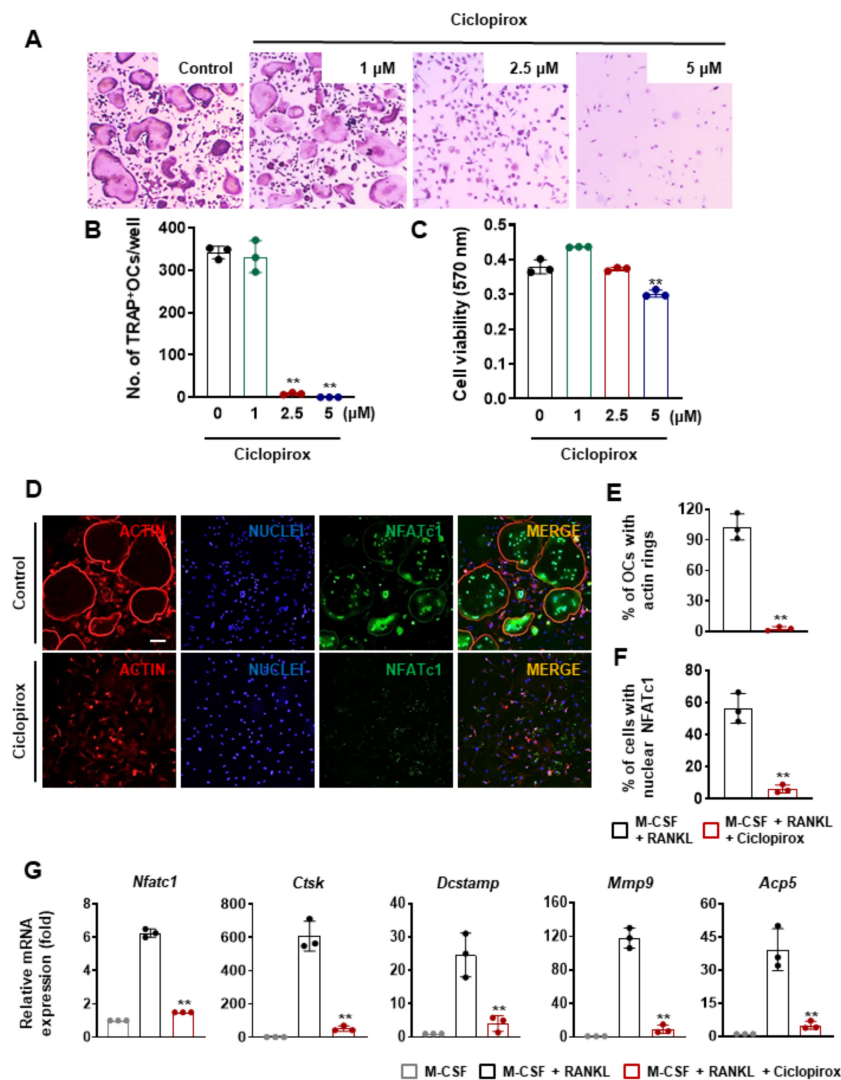 Ciclopirox
A
Control
1 µM
2.5 µM
5 µM
B
No. of TRAP⁺OCs/well
400
300
200
100
0
0 1 2.5 5 (µM)
** **
Ciclopirox
C
Cell viability (570 nm)
0.5
0.4
0.3
0.2
0.1
0.0
0 1 2.5 5 (µM)
**
Ciclopirox
D
Control
ACTIN
NUCLEI
NFATc1
MERGE
Ciclopirox
ACTIN
NUCLEI
NFATc1
MERGE
E
% of OCs with
actin rings
120
90
60
30
0
**
F
% of cells with
nuclear NFATc1
80
60
40
20
0
**
M-CSF
+ RANKL
M-CSF + RANKL
+ Ciclopirox
G
Relative mRNA
expression (fold)
Nfatc1
8
6
4
2
0
**
Ctsk
800
600
400
200
0
**
Dcstamp
40
30
20
10
0
**
Mmp9
160
120
80
40
0
**
Acp5
60
45
30
15
0
**
M-CSF M-CSF + RANKL M-CSF + RANKL + Ciclopirox